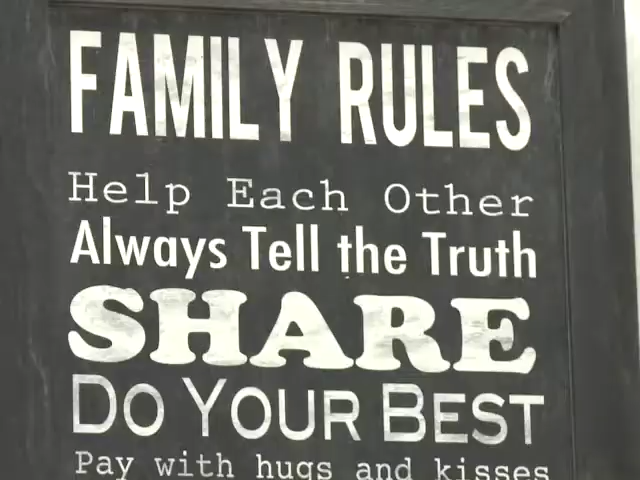 FAMILY RULES
Help Each Other
Always Tell the Truth
SHARE
DO YOUR BEST
Pay with hugs and kisses